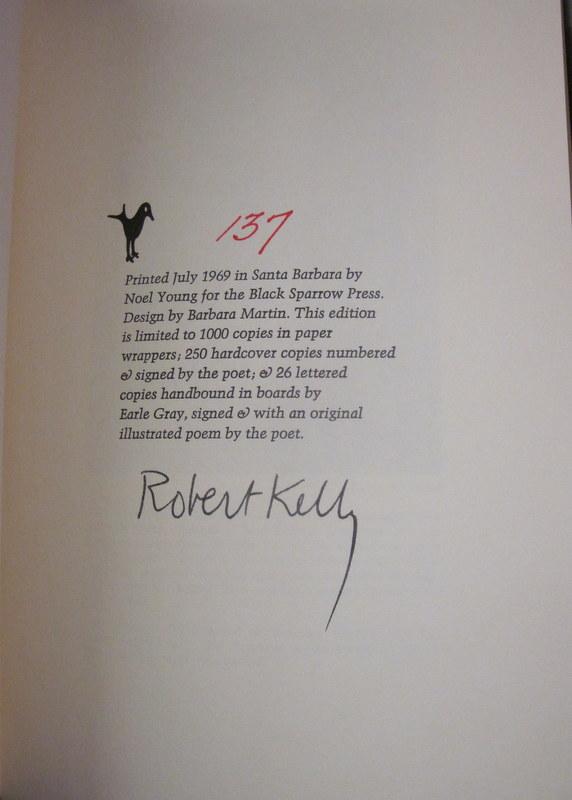 137
Printed July 1969 in Santa Barbara by
Noel Young for the Black Sparrow Press.
Design by Barbara Martin. This edition
is limited to 1000 copies in paper
wrappers; 250 hardcover copies numbered
& signed by the poet; & 26 lettered
copies handbound in boards by
Earle Gray, signed & with an original
illustrated poem by the poet.
Robert Kelly